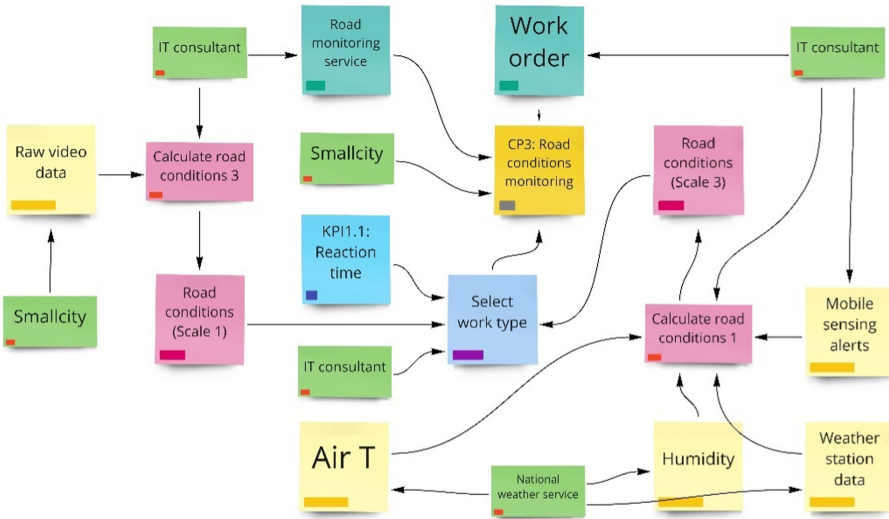 IT consultant
Road
monitoring
service
Work
order
IT consultant
Raw video
data
Calculate road
conditions 3
Smallcity
CP3: Road
conditions
monitoring
Road
conditions
(Scale 3)
KPI1.1:
Reaction
time
Smallcity
Road
conditions
(Scale 1)
Select
work type
Calculate road
conditions 1
Mobile
sensing
alerts
IT consultant
Air T
National
weather service
Humidity
Weather
station
data